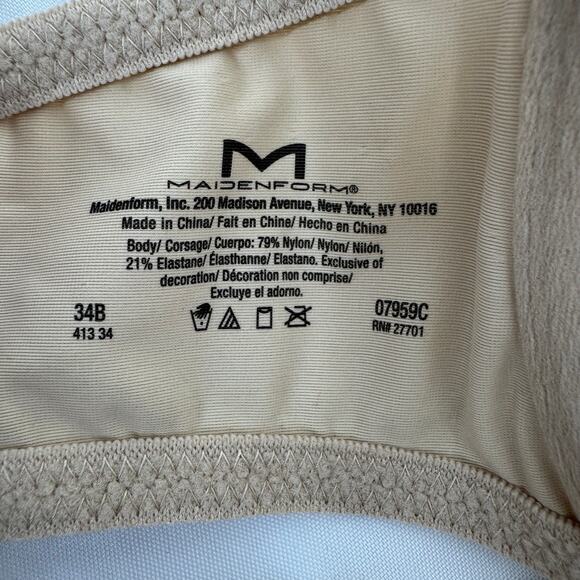 M
MAIDENFORM®
Maidenform, Inc. 200 Madison Avenue, New York, NY 10016
Made in China/ Fait en Chine/ Hecho en China
Body/ Corsage/ Cuerpo: 79% Nylon/ Nylon/ Nilón,
21% Elastane/ Élasthanne/ Elastano. Exclusive of
decoration/ Décoration non comprise/
Excluye el adorno.
34B
413 34
07959C
RN# 27701